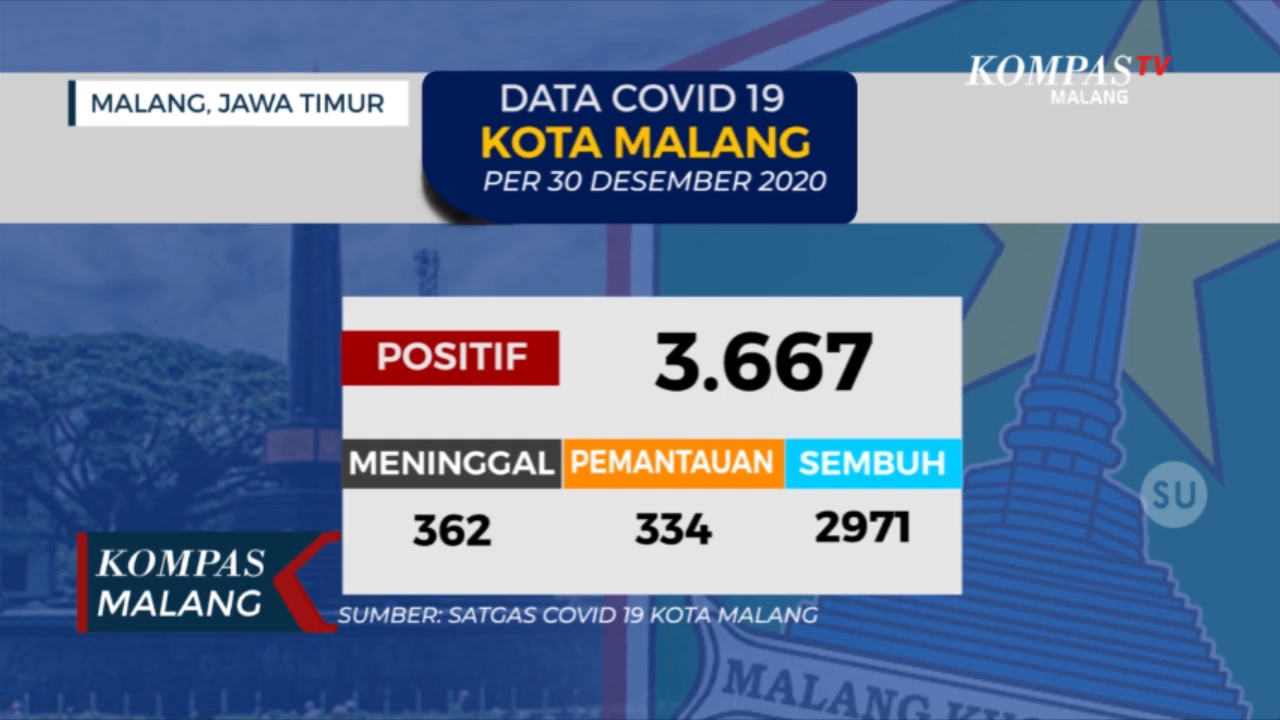 MALANG, JAWA TIMUR
DATA COVID 19
KOTA MALANG
PER 30 DESEMBER 2020
KOMPAS TV
MALANG
POSITIF 3.667
MENINGGAL PEMANTAUAN SEMBUH
362 334 2971
SU
KOMPAS
MALANG
SUMBER: SATGAS COVID 19 KOTA MALANG
MALANG